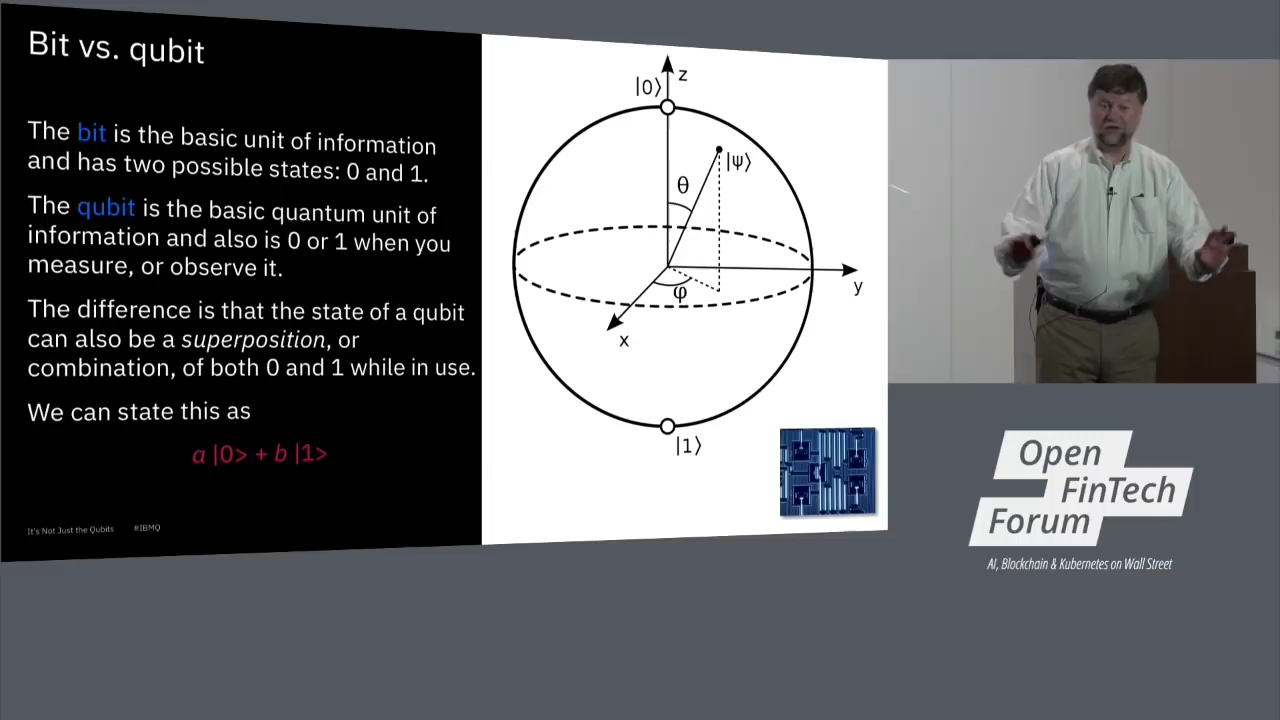 Bit vs. qubit
The bit is the basic unit of information
and has two possible states: 0 and 1.
The qubit is the basic quantum unit of
information and also is 0 or 1 when you
measure, or observe it.
The difference is that the state of a qubit
can also be a superposition, or
combination, of both 0 and 1 while in use.
We can state this as
a |0> + b |1>
It's Not Just the Qubits #IBMQ
z
|0⟩
|ψ⟩
θ
φ
y
x
|1⟩
Open
FinTech
Forum
AI, Blockchain & Kubernetes on Wall Street